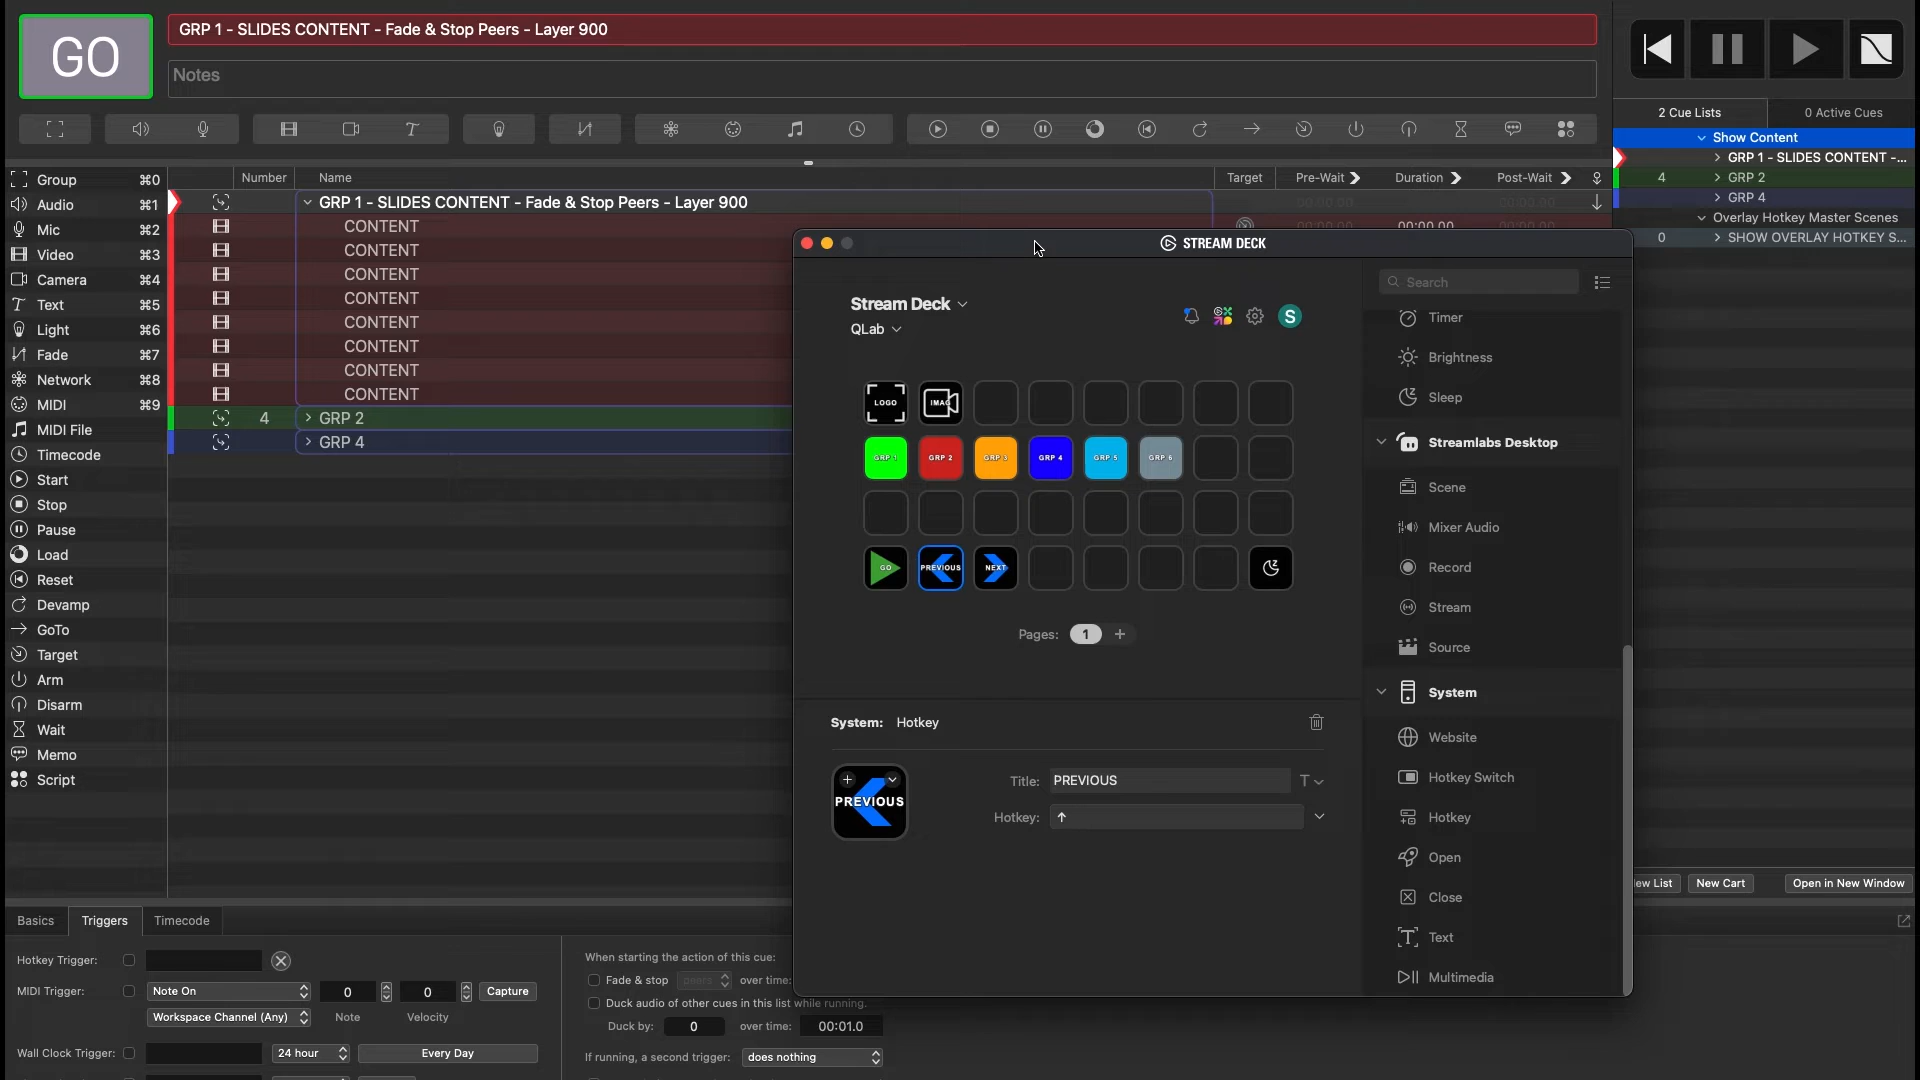 GO
GRP 1 - SLIDES CONTENT - Fade & Stop Peers - Layer 900
Notes
2 Cue Lists
0 Active Cues
Show Content
GRP 1 - SLIDES CONTENT -...
4 GRP 2
GRP 4
Overlay Hotkey Master Scenes
0 SHOW OVERLAY HOTKEY S...
Group ⌘0
Audio ⌘1
Mic ⌘2
Video ⌘3
Camera ⌘4
Text ⌘5
Light ⌘6
Fade ⌘7
Network ⌘8
MIDI ⌘9
MIDI File
Timecode
Start
Stop
Pause
Load
Reset
Devamp
GoTo
Target
Arm
Disarm
Wait
Memo
Script
Number Name Target Pre-Wait Duration Post-Wait
GRP 1 - SLIDES CONTENT - Fade & Stop Peers - Layer 900
CONTENT
CONTENT
CONTENT
CONTENT
CONTENT
CONTENT
CONTENT
CONTENT
4 GRP 2
GRP 4
STREAM DECK
Stream Deck
QLab
S
LOGO IMAG
GRP 1 GRP 2 GRP 3 GRP 4 GRP 5 GRP 6
GO PREVIOUS NEXT
Pages: 1 +
System: Hotkey
PREVIOUS
Title: PREVIOUS
T
Hotkey: ↑
Search
Timer
Brightness
Sleep
Streamlabs Desktop
Scene
Mixer Audio
Record
Stream
Source
System
Website
Hotkey Switch
Hotkey
Open
Close
Text
Multimedia
New Cart
Open in New Window
Basics Triggers Timecode
Hotkey Trigger:
MIDI Trigger: Note On 0 0 Capture
Workspace Channel (Any) Note Velocity
Wall Clock Trigger: 24 hour Every Day
When starting the action of this cue:
Fade & stop peers over time:
Duck audio of other cues in this list while running.
Duck by: 0 over time: 00:01.0
If running, a second trigger: does nothing